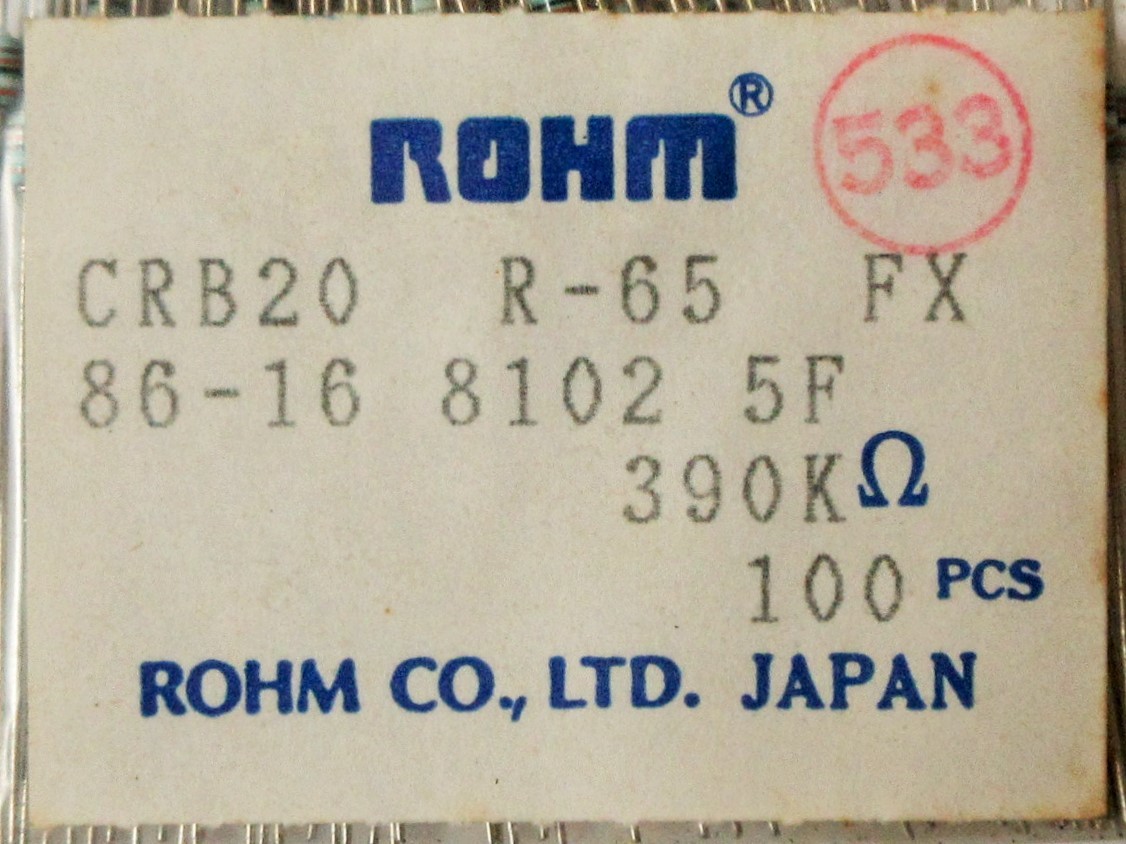 ROHM®
533
CRB20 R-65 FX
86-16 8102 5F
390KΩ
100 PCS
ROHM CO., LTD. JAPAN